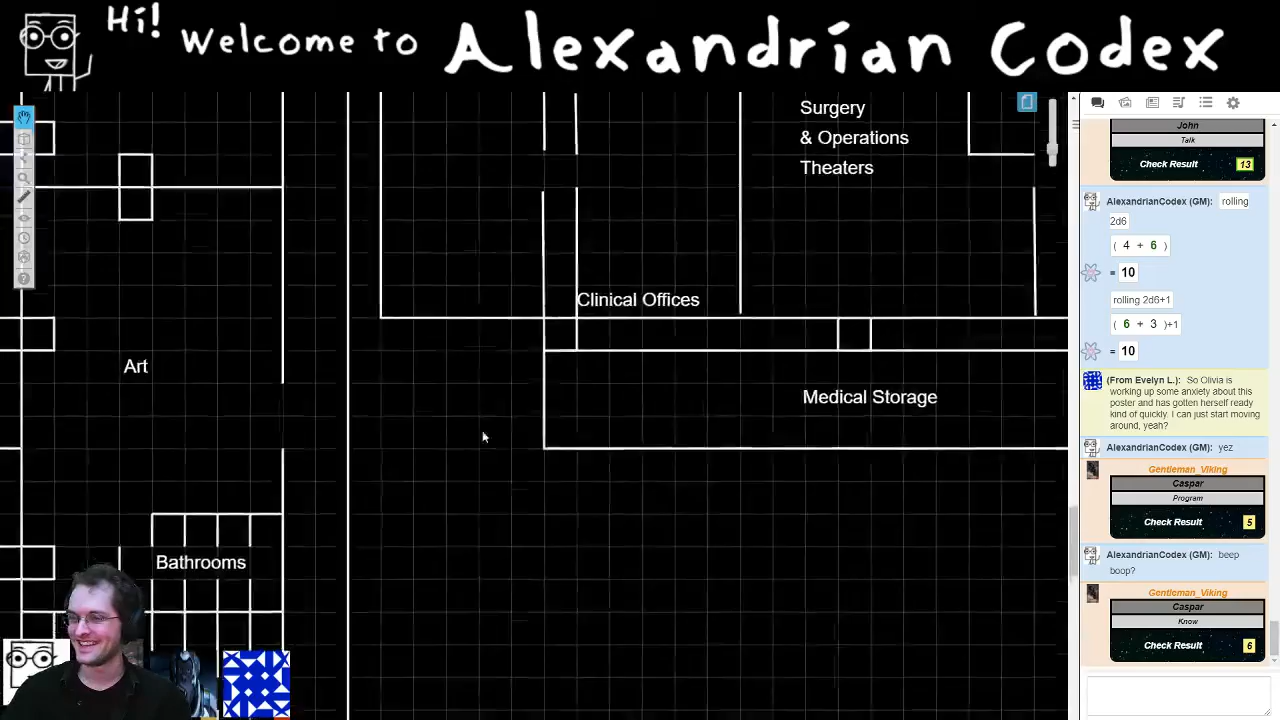 Hi! Welcome to Alexandrian Codex
Surgery
& Operations
Theaters
Clinical Offices
Art
Medical Storage
Bathrooms
John
Talk
Check Result 13
AlexandrianCodex (GM): rolling
2d6
( 4 + 6 )
= 10
rolling 2d6+1
( 6 + 3 )+1
= 10
(From Evelyn L.): So Olivia is
working up some anxiety about this
poster and has gotten herself ready
kind of quickly. I can just start moving
around, yeah?
AlexandrianCodex (GM): yez
Gentleman_Viking
Caspar
Program
Check Result 5
AlexandrianCodex (GM): beep
boop?
Gentleman_Viking
Caspar
Know
Check Result 6